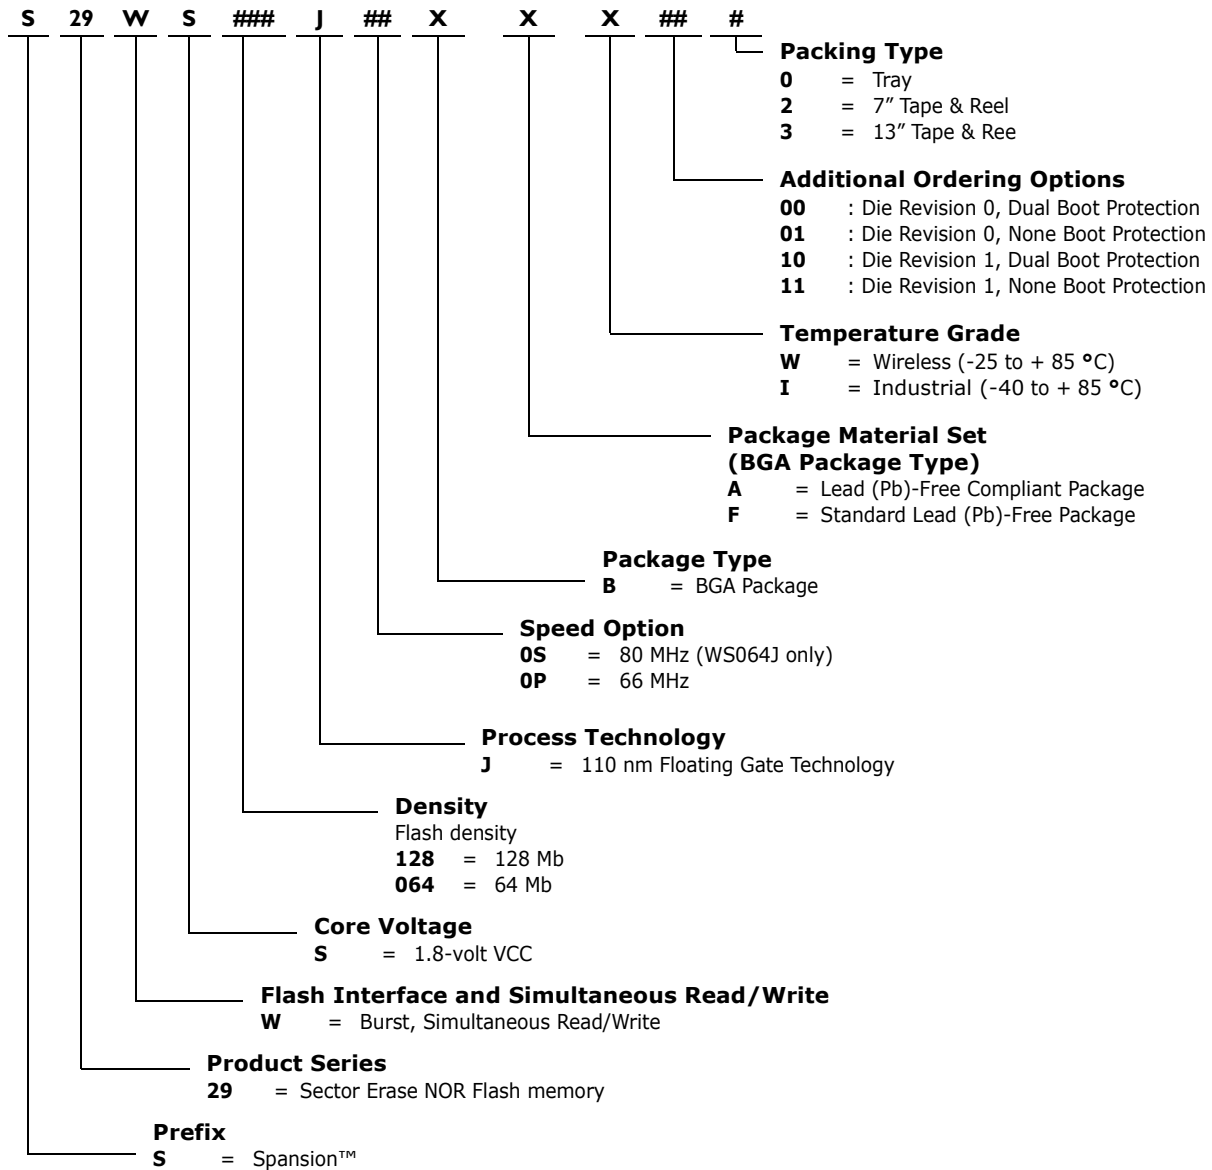 S 29 W S ### J ## X X X ## #
Packing Type
0 = Tray
2 = 7″ Tape & Reel
3 = 13″ Tape & Ree
Additional Ordering Options
00 : Die Revision 0, Dual Boot Protection
01 : Die Revision 0, None Boot Protection
10 : Die Revision 1, Dual Boot Protection
11 : Die Revision 1, None Boot Protection
Temperature Grade
W = Wireless (-25 to + 85 °C)
I = Industrial (-40 to + 85 °C)
Package Material Set
(BGA Package Type)
A = Lead (Pb)-Free Compliant Package
F = Standard Lead (Pb)-Free Package
Package Type
B = BGA Package
Speed Option
0S = 80 MHz (WS064J only)
0P = 66 MHz
Process Technology
J = 110 nm Floating Gate Technology
Density
Flash density
128 = 128 Mb
064 = 64 Mb
Core Voltage
S = 1.8-volt VCC
Flash Interface and Simultaneous Read/Write
W = Burst, Simultaneous Read/Write
Product Series
29 = Sector Erase NOR Flash memory
Prefix
S = Spansion™